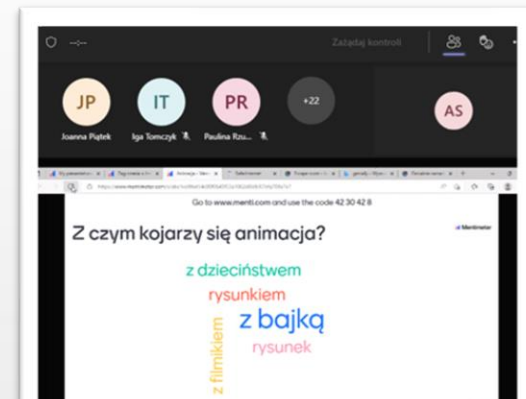 Zażądaj kontroli
JP
IT
PR
+22
AS
Joanna Piątek
Iga Tomczyk
Paulina Rzu...
Go to www.menti.com and use the code 42 30 42 8
Z czym kojarzy się animacja?
Mentimeter
z dzieciństwem
rysunkiem
z bajką
rysunek
z filmikiem